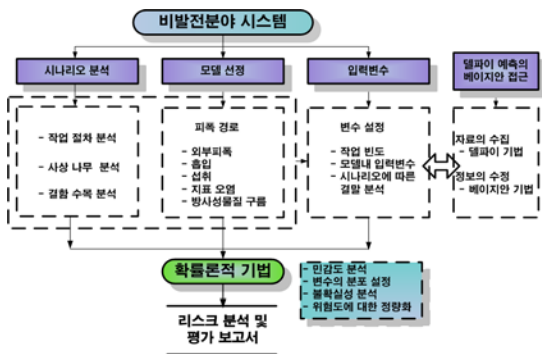 비발전분야 시스템
시나리오 분석
모델 선정
입력변수
델파이 예측의
베이지안 접근
- 작업 절차 분석
- 사상 나무 분석
- 결함 수목 분석
피폭 경로
- 외부피폭
- 흡입
- 섭취
- 지표 오염
- 방사성물질 구름
변수 설정
- 작업 빈도
- 모델내 입력변수
- 시나리오에 따른
결말 분석
자료의 수집
- 델파이 기법
정보의 수정
- 베이지안 기법
확률론적 기법
- 민감도 분석
- 변수의 분포 설정
- 불확실성 분석
- 위험도에 대한 정량화
리스크 분석 및
평가 보고서